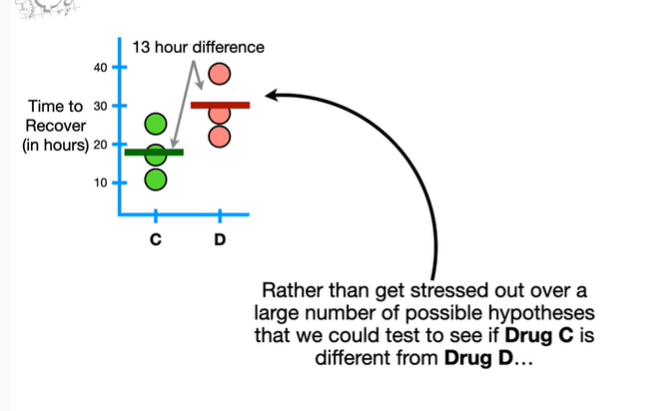 13 hour difference
40
Time to
Recover
(in hours)
30
20
10
C
D
Rather than get stressed out over a
large number of possible hypotheses
that we could test to see if Drug C is
different from Drug D...